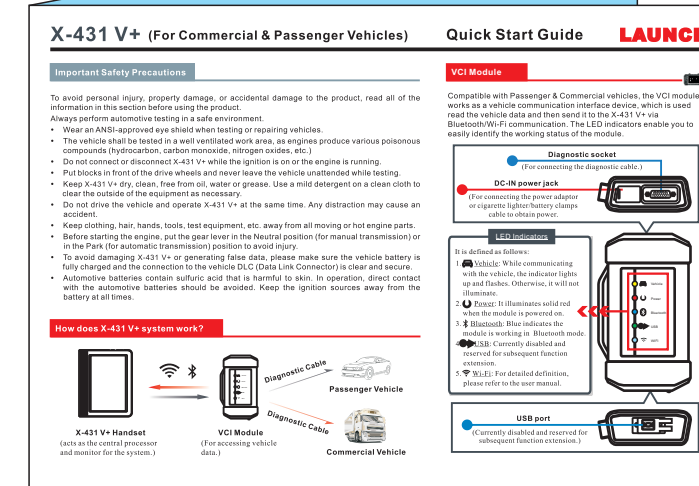 X-431 V+ (For Commercial & Passenger Vehicles)
Quick Start Guide
LAUNCH
Important Safety Precautions
To avoid personal injury, property damage, or accidental damage to the product, read all of the
information in this section before using the product.
Always perform automotive testing in a safe environment.
• Wear an ANSI-approved eye shield when testing or repairing vehicles.
• The vehicle shall be tested in a well ventilated work area, as engines produce various poisonous
compounds (hydrocarbon, carbon monoxide, nitrogen oxides, etc.)
• Do not connect or disconnect X-431 V+ while the ignition is on or the engine is running.
• Put blocks in front of the drive wheels and never leave the vehicle unattended while testing.
• Keep X-431 V+ dry, clean, free from oil, water or grease. Use a mild detergent on a clean cloth to
clear the outside of the equipment as necessary.
• Do not drive the vehicle and operate X-431 V+ at the same time. Any distraction may cause an
accident.
• Keep clothing, hair, hands, tools, test equipment, etc. away from all moving or hot engine parts.
• Before starting the engine, put the gear lever in the Neutral position (for manual transmission) or
in the Park (for automatic transmission) position to avoid injury.
• To avoid damaging X-431 V+ or generating false data, please make sure the vehicle battery is
fully charged and the connection to the vehicle DLC (Data Link Connector) is clear and secure.
• Automotive batteries contain sulfuric acid that is harmful to skin. In operation, direct contact
with the automotive batteries should be avoided. Keep the ignition sources away from the
battery at all times.
How does X-431 V+ system work?
Diagnostic Cable
Passenger Vehicle
Diagnostic Cable
Commercial Vehicle
X-431 V+ Handset
(acts as the central processor
and monitor for the system.)
VCI Module
(For accessing vehicle
data.)
VCI Module
Compatible with Passenger & Commercial vehicles, the VCI module
works as a vehicle communication interface device, which is used
read the vehicle data and then send it to the X-431 V+ via
Bluetooth/Wi-Fi communication. The LED indicators enable you to
easily identify the working status of the module.
Diagnostic socket
(For connecting the diagnostic cable.)
DC-IN power jack
(For connecting the power adaptor
or cigarette lighter/battery clamps
cable to obtain power.
LED Indicators
It is defined as follows:
1. Vehicle: While communicating
with the vehicle, the indicator lights
up and flashes. Otherwise, it will not
illuminate.
2. Power: It illuminates solid red
when the module is powered on.
3. Bluetooth: Blue indicates the
module is working in Bluetooth mode.
4. USB: Currently disabled and
reserved for subsequent function
extension.
5. Wi-Fi: For detailed definition,
please refer to the user manual.
Vehicle
Power
Bluetooth
USB
WiFi
USB port
(Currently disabled and reserved for
subsequent function extension.)